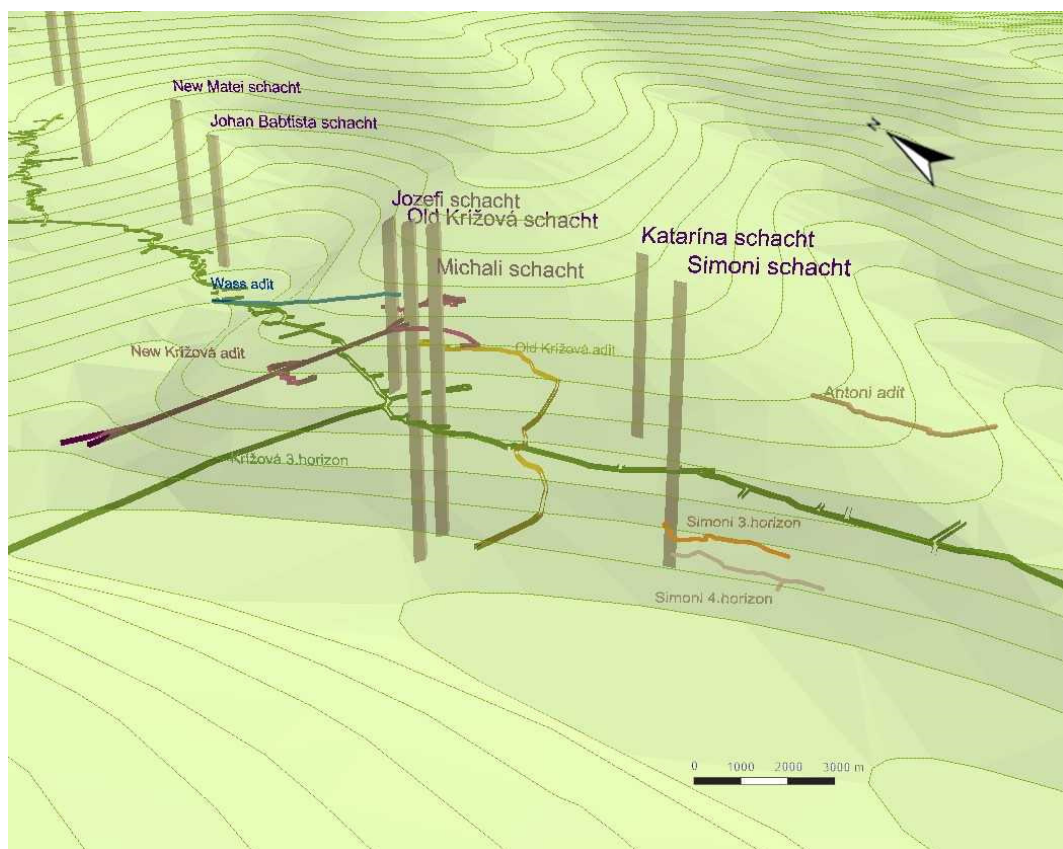 N
New Matei schacht
Johan Babtista schacht
Jozefi schacht
Old Krížová schacht
Katarína schacht
Michali schacht
Simoni schacht
Wass adit
New Krížová adit
Old Krížová adit
Antoni adit
Krížová 3.horizon
Simoni 3.horizon
Simoni 4.horizon
0 1000 2000 3000 m